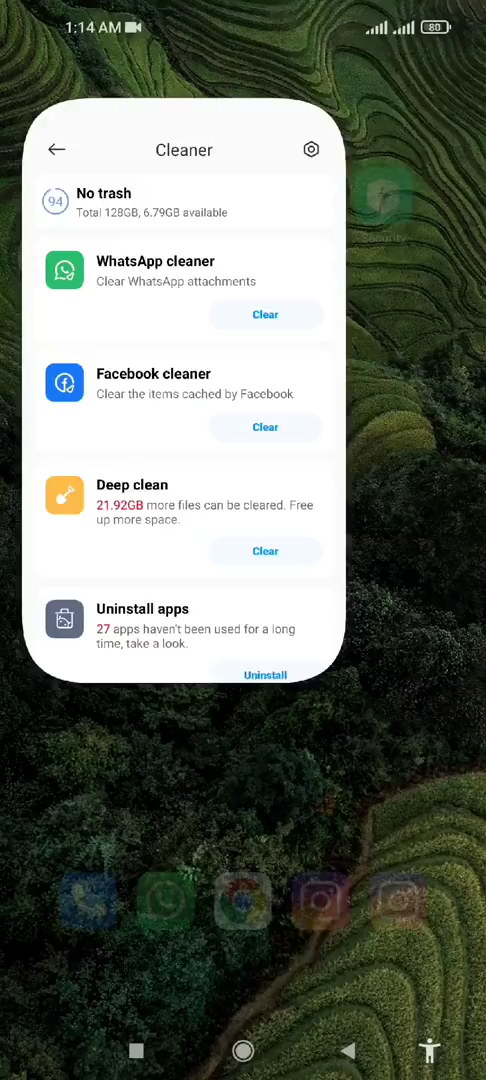 1:14 AM
80
Cleaner
94
No trash
Total 128GB, 6.79GB available
WhatsApp cleaner
Clear WhatsApp attachments
Clear
Facebook cleaner
Clear the items cached by Facebook
Clear
Deep clean
21.92GB more files can be cleared. Free
up more space.
Clear
Uninstall apps
27 apps haven't been used for a long
time, take a look.
Uninstall
Security